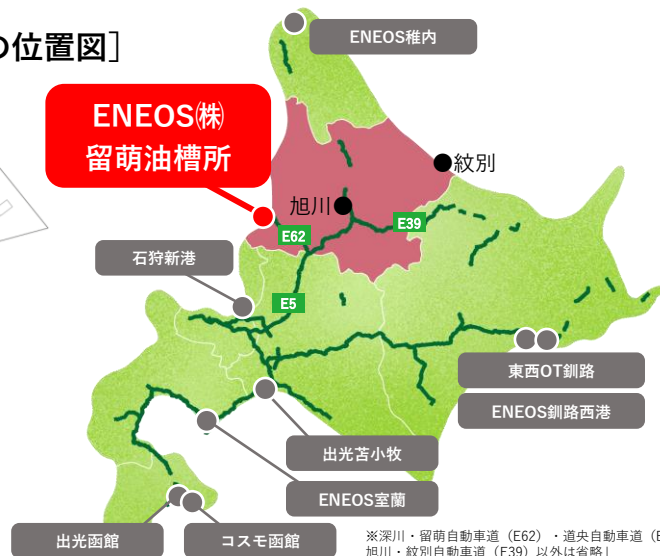 の位置図］
ENEOS稚内
ENEOS㈱
留萌油槽所
紋別
旭川
E62
E39
石狩新港
E5
東西OT釧路
ENEOS釧路西港
出光苫小牧
ENEOS室蘭
出光函館
コスモ函館
※深川・留萌自動車道（E62）・道央自動車道（E
旭川・紋別自動車道（E39）以外は省略